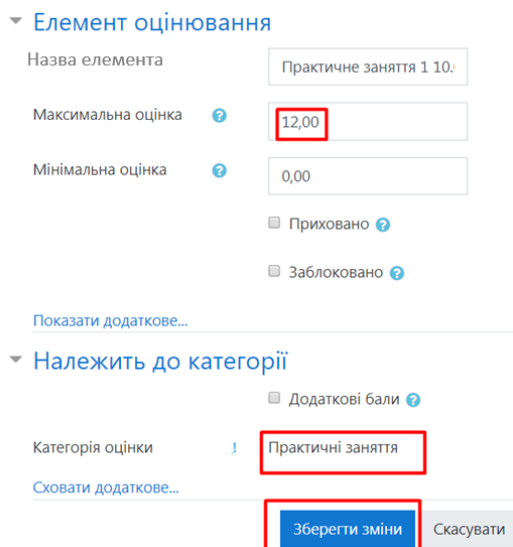 Елемент оцінювання
Назва елемента Практичне заняття 1 10.
Максимальна оцінка 12,00
Мінімальна оцінка 0,00
Приховано
Заблоковано
Показати додаткове...
Належить до категорії
Додаткові бали
Категорія оцінки ! Практичні заняття
Сховати додаткове...
Зберегти зміни Скасувати